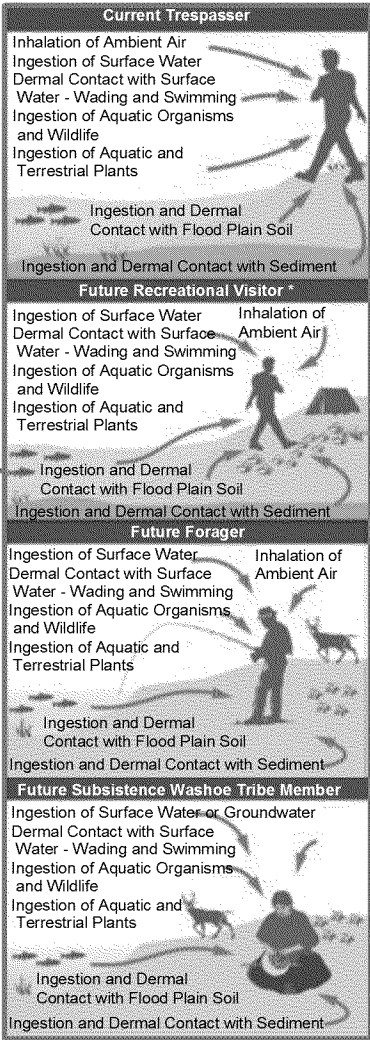 Current Trespasser
Inhalation of Ambient Air
Ingestion of Surface Water
Dermal Contact with Surface
Water - Wading and Swimming
Ingestion of Aquatic Organisms
and Wildlife
Ingestion of Aquatic and
Terrestrial Plants
Ingestion and Dermal
Contact with Flood Plain Soil
Ingestion and Dermal Contact with Sediment
Future Recreational Visitor *
Ingestion of Surface Water
Dermal Contact with Surface
Water - Wading and Swimming
Ingestion of Aquatic Organisms
and Wildlife
Ingestion of Aquatic and
Terrestrial Plants
Inhalation of
Ambient Air
Ingestion and Dermal
Contact with Flood Plain Soil
Ingestion and Dermal Contact with Sediment
Future Forager
Ingestion of Surface Water
Dermal Contact with Surface
Water - Wading and Swimming
Ingestion of Aquatic Organisms
and Wildlife
Ingestion of Aquatic and
Terrestrial Plants
Inhalation of
Ambient Air
Ingestion and Dermal
Contact with Flood Plain Soil
Ingestion and Dermal Contact with Sediment
Future Subsistence Washoe Tribe Member
Ingestion of Surface Water or Groundwater
Dermal Contact with Surface
Water - Wading and Swimming
Ingestion of Aquatic Organisms
and Wildlife
Ingestion of Aquatic and
Terrestrial Plants
Ingestion and Dermal
Contact with Flood Plain Soil
Ingestion and Dermal Contact with Sediment